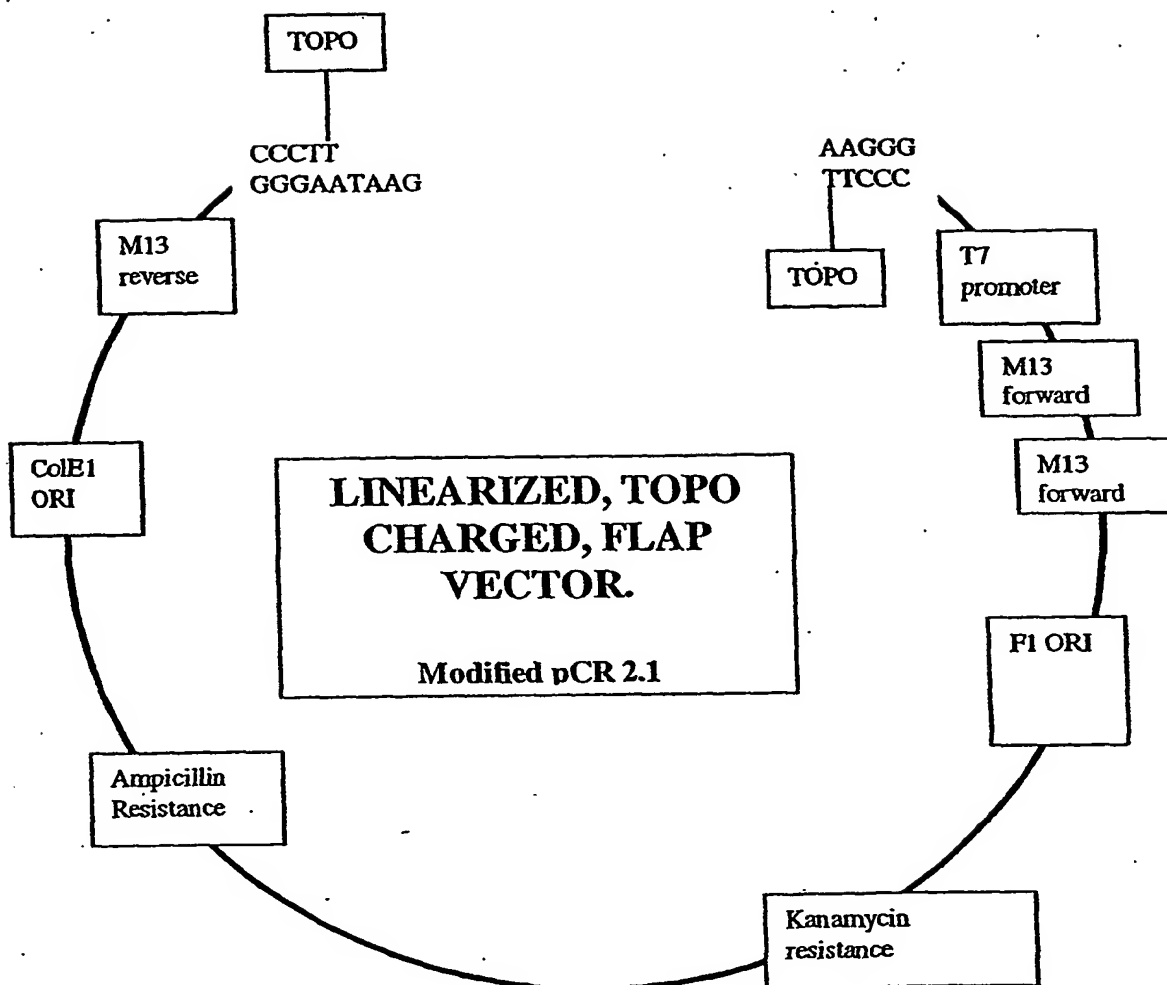 TOPO
CCCTT
GGGAATAAG
AAGGG
TTCCC
TOPO
M13
reverse
T7
promoter
M13
forward
M13
forward
ColE1
ORI
LINEARIZED, TOPO
CHARGED, FLAP
VECTOR.
Modified pCR 2.1
F1 ORI
Ampicillin
Resistance
Kanamycin
resistance